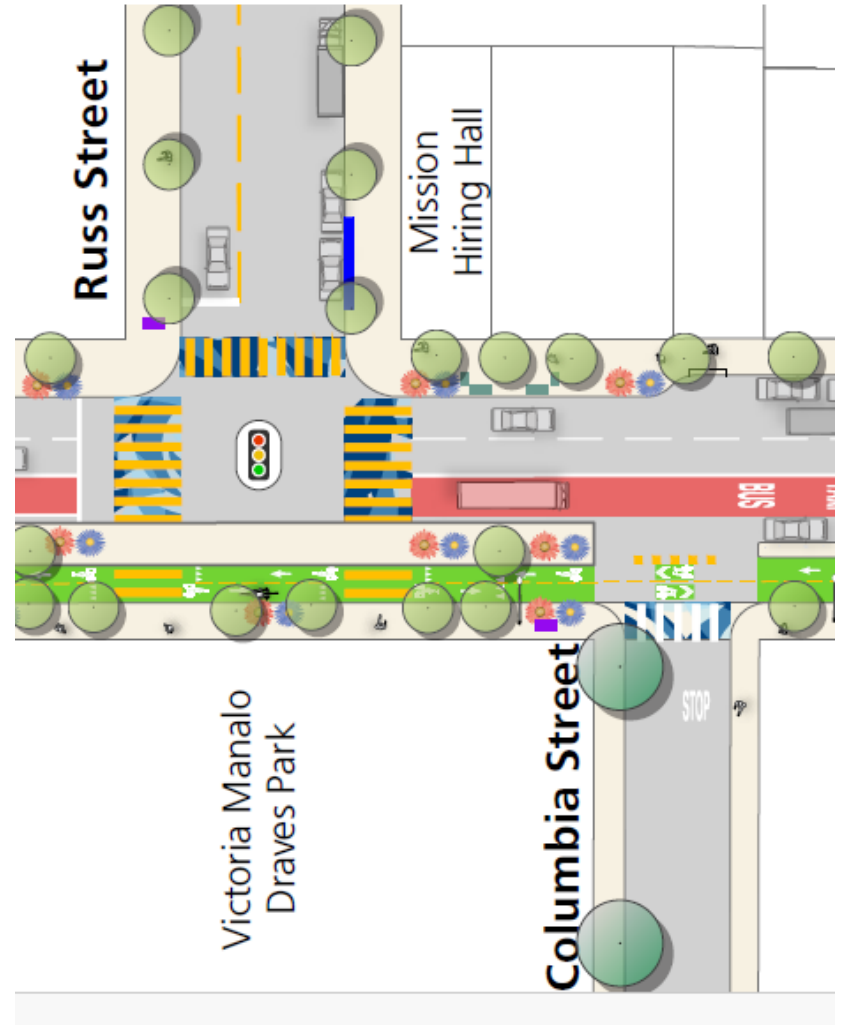 Russ Street
Mission
Hiring Hall
BUS
STOP
Victoria Manalo
Draves Park
Columbia Street